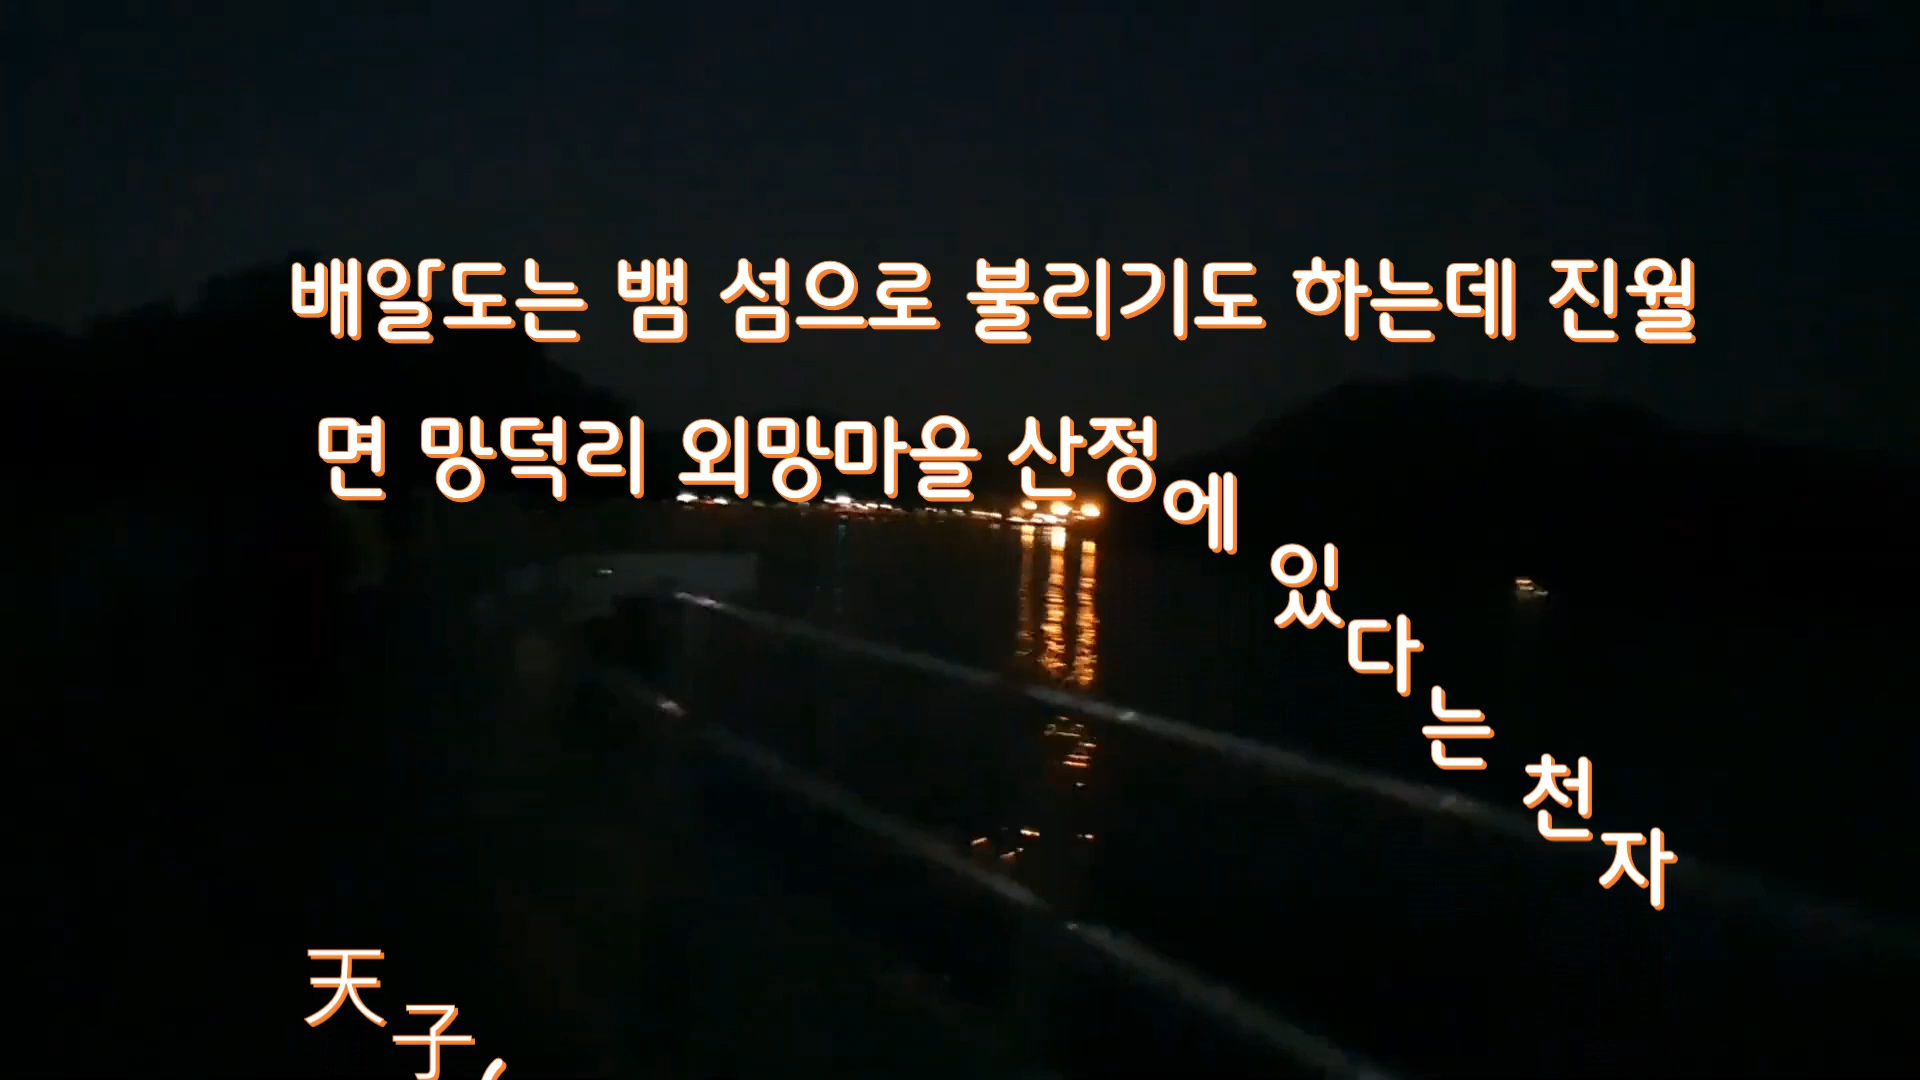 배알도는 뱀 섬으로 불리기도 하는데 진월
면 망덕리 외망마을 산정에 있다는 천자
天子